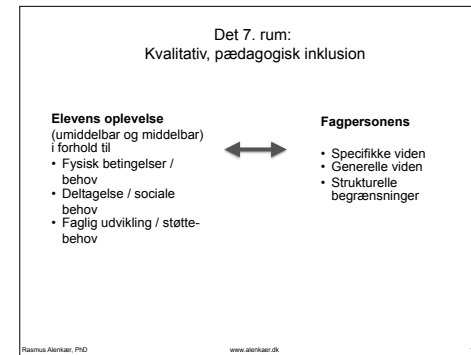 Det 7. rum:
Kvalitativ, pædagogisk inklusion
Elevens oplevelse
(umiddelbar og middelbar)
i forhold til
• Fysisk betingelser /
behov
• Deltagelse / sociale
behov
• Faglig udvikling / støtte-
behov
Fagpersonens
• Specifikke viden
• Generelle viden
• Strukturelle
begrænsninger
Rasmus Alenkær, PhD
www.alenkaer.dk